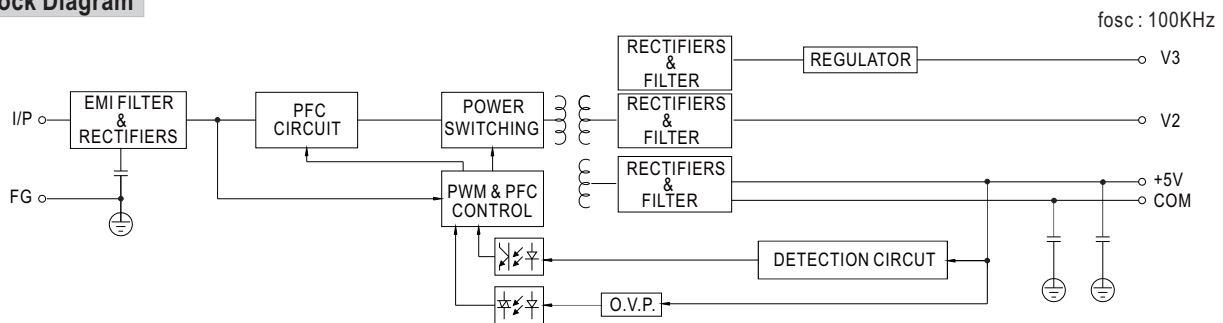 ock Diagram
fosc : 100KHz
RECTIFIERS
&
FILTER
REGULATOR
V3
I/P
EMI FILTER
&
RECTIFIERS
PFC
CIRCUIT
POWER
SWITCHING
RECTIFIERS
&
FILTER
V2
FG
PWM & PFC
CONTROL
RECTIFIERS
&
FILTER
+5V
COM
DETECTION CIRCUT
O.V.P.